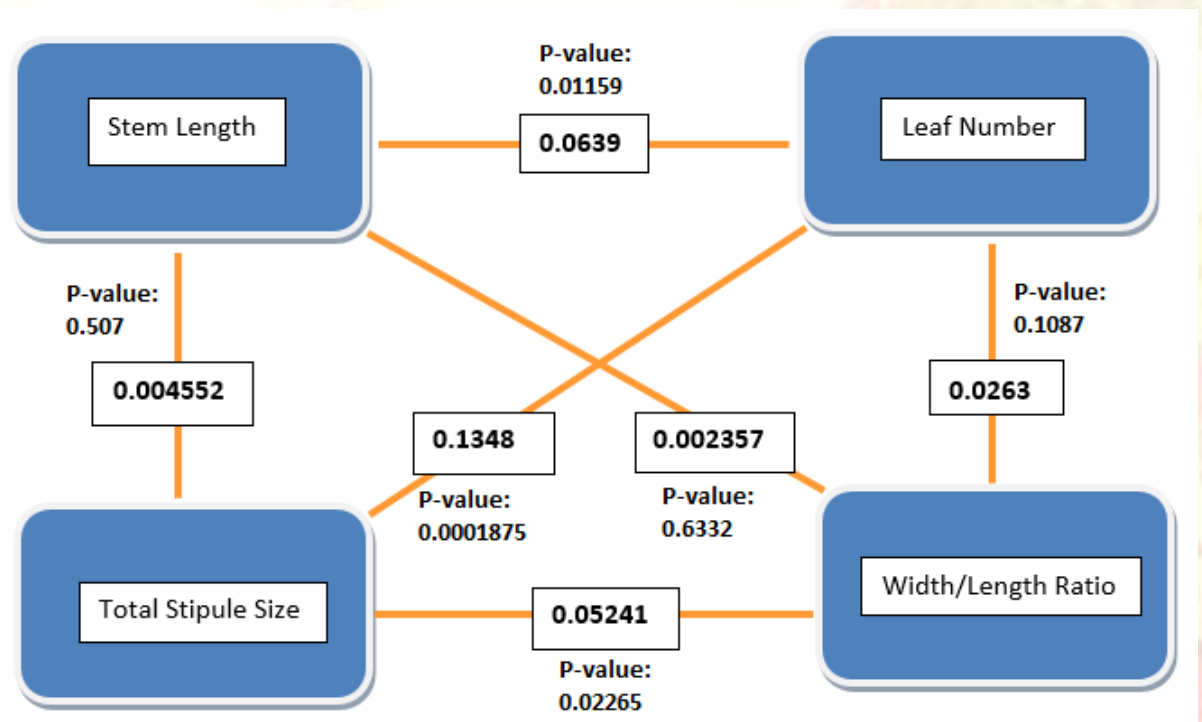 P-value:
0.01159
Stem Length
0.0639
Leaf Number
P-value:
0.507
P-value:
0.1087
0.004552
0.0263
0.1348
0.002357
P-value:
0.0001875
P-value:
0.6332
Total Stipule Size
0.05241
Width/Length Ratio
P-value:
0.02265